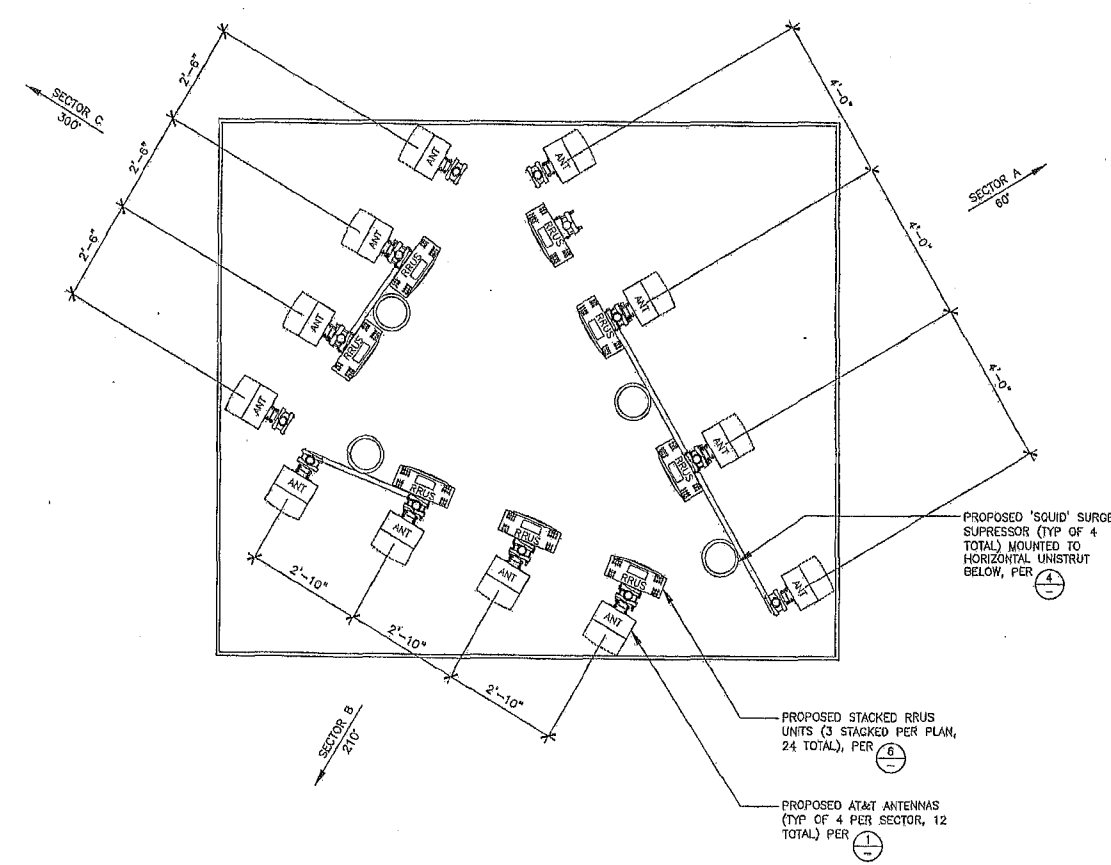 2'-6"
2'-6"
2'-6"
SECTOR C
300'
4'-0"
4'-0"
4'-0"
SECTOR A
60'
ANT
ANT
ANT
ANT
RRUS
RRUS
ANT
ANT
ANT
ANT
RRUS
RRUS
RRUS
ANT
ANT
ANT
ANT
RRUS
RRUS
RRUS
2'-10"
2'-10"
2'-10"
SECTOR B
210'
PROPOSED 'SQUID' SURGE
SUPRESSOR (TYP OF 4
TOTAL) MOUNTED TO
HORIZONTAL UNISTRUT
BELOW, PER 4
–
PROPOSED STACKED RRUS
UNITS (3 STACKED PER PLAN,
24 TOTAL), PER 6
–
PROPOSED AT&T ANTENNAS
(TYP OF 4 PER SECTOR, 12
TOTAL) PER 1
–